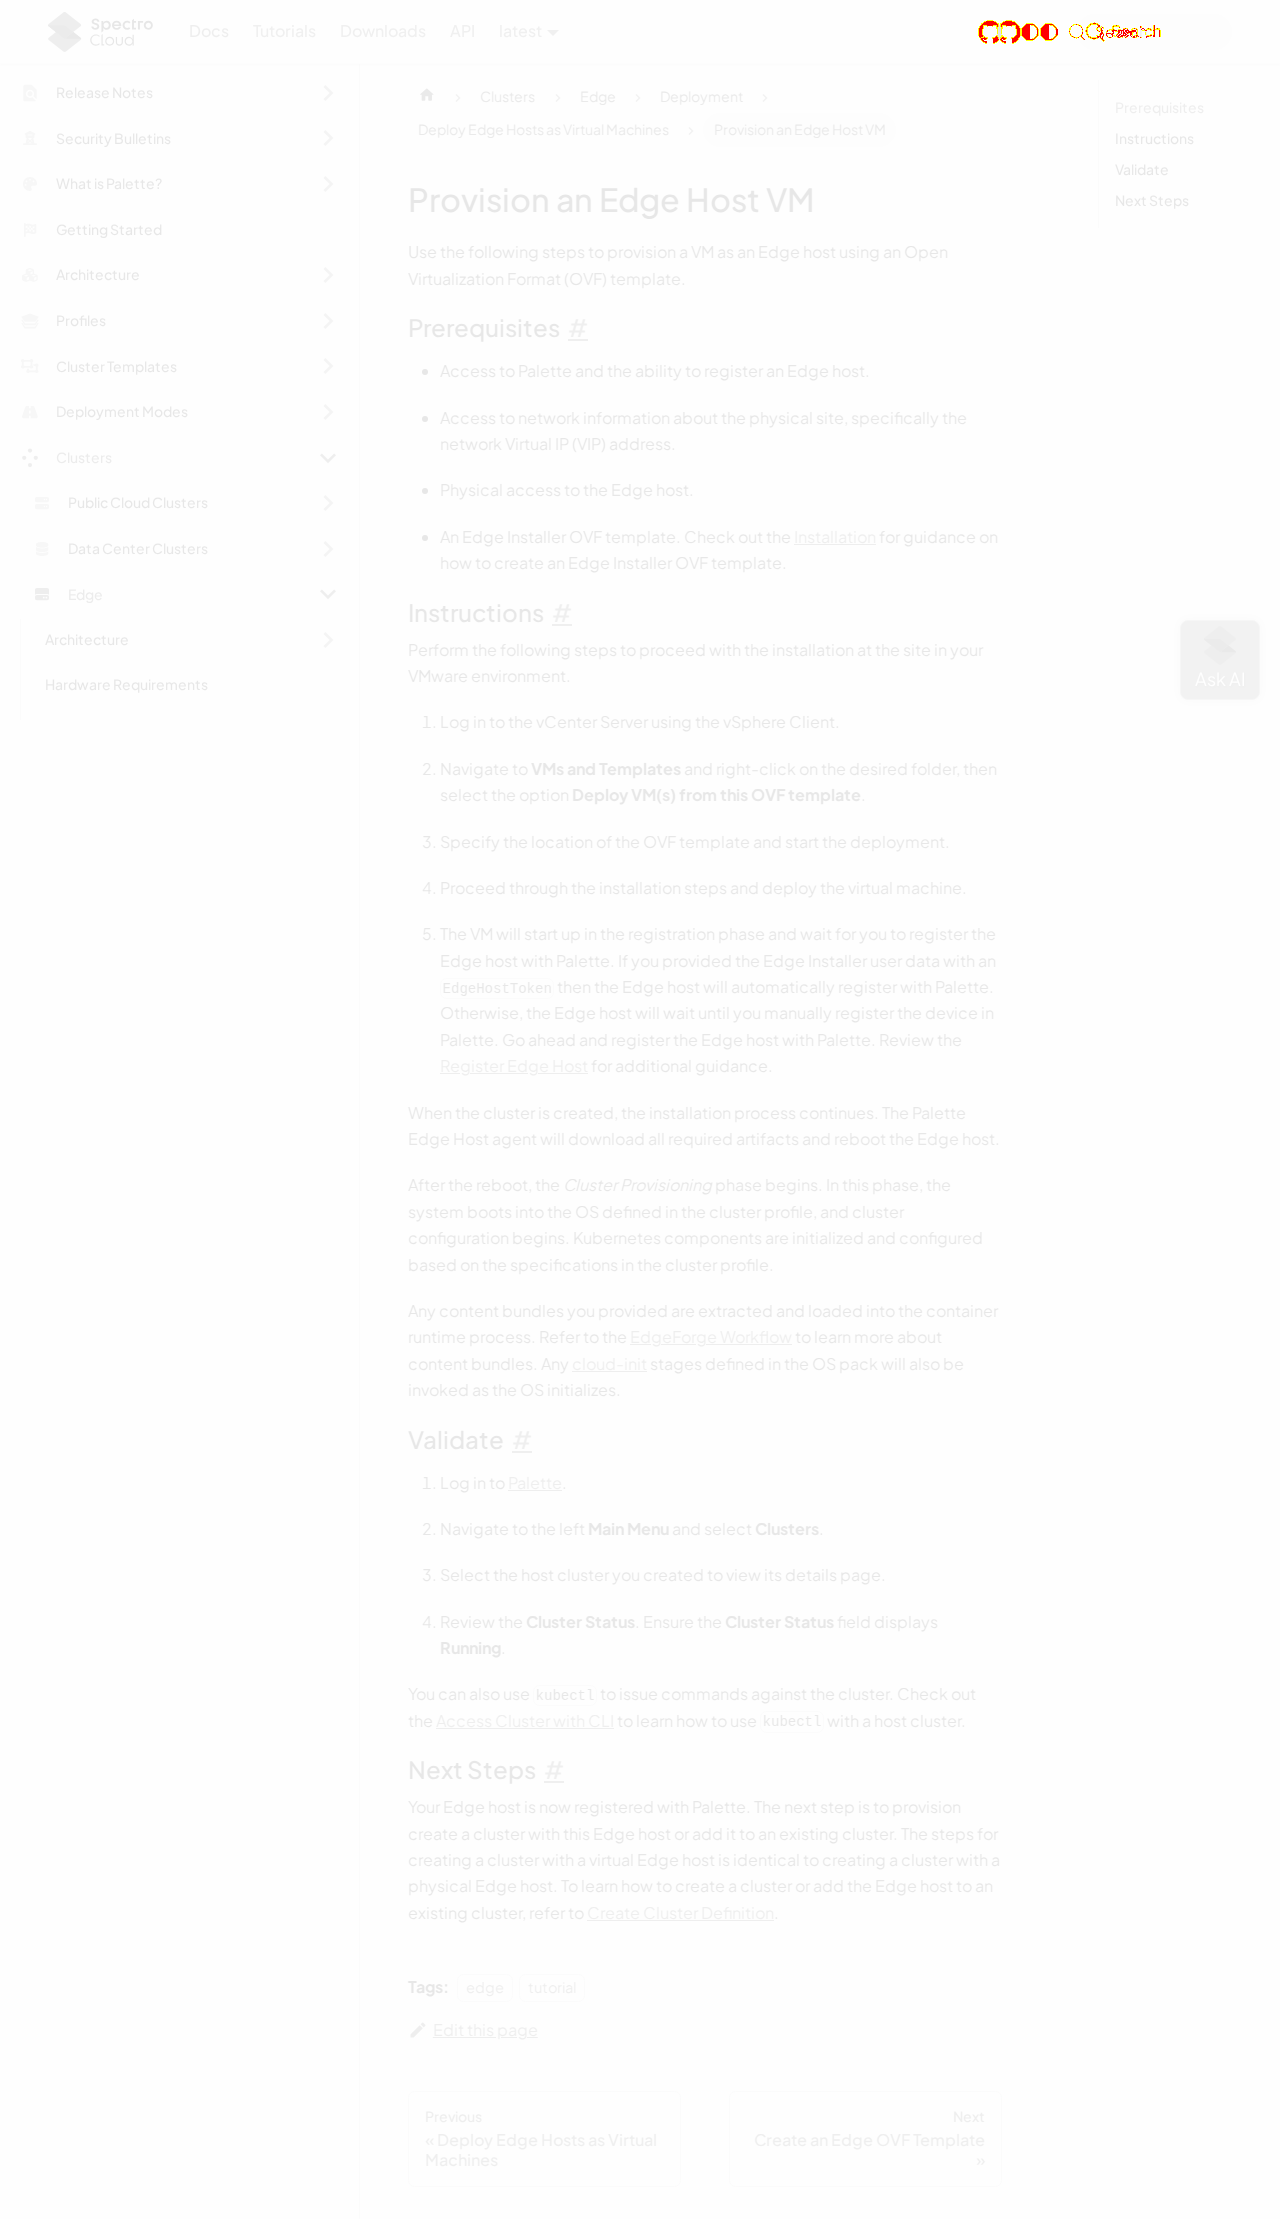 Spectro
Cloud
Docs
Tutorials
Downloads
API
latest
Release Notes
Security Bulletins
What is Palette?
Getting Started
Architecture
Profiles
Cluster Templates
Deployment Modes
Clusters
Public Cloud Clusters
Data Center Clusters
Edge
Architecture
Hardware Requirements
Clusters
Edge
Deployment
Deploy Edge Hosts as Virtual Machines
Provision an Edge Host VM
Provision an Edge Host VM
Use the following steps to provision a VM as an Edge host using an Open
Virtualization Format (OVF) template.
Prerequisites #
• Access to Palette and the ability to register an Edge host.
• Access to network information about the physical site, specifically the
network Virtual IP (VIP) address.
• Physical access to the Edge host.
• An Edge Installer OVF template. Check out the Installation for guidance on
how to create an Edge Installer OVF template.
Instructions #
Perform the following steps to proceed with the installation at the site in your
VMware environment.
1. Log in to the vCenter Server using the vSphere Client.
2. Navigate to VMs and Templates and right-click on the desired folder, then
select the option Deploy VM(s) from this OVF template.
3. Specify the location of the OVF template and start the deployment.
4. Proceed through the installation steps and deploy the virtual machine.
5. The VM will start up in the registration phase and wait for you to register the
Edge host with Palette. If you provided the Edge Installer user data with an
EdgeHostToken then the Edge host will automatically register with Palette.
Otherwise, the Edge host will wait until you manually register the device in
Palette. Go ahead and register the Edge host with Palette. Review the
Register Edge Host for additional guidance.
When the cluster is created, the installation process continues. The Palette
Edge Host agent will download all required artifacts and reboot the Edge host.
After the reboot, the Cluster Provisioning phase begins. In this phase, the
system boots into the OS defined in the cluster profile, and cluster
configuration begins. Kubernetes components are initialized and configured
based on the specifications in the cluster profile.
Any content bundles you provided are extracted and loaded into the container
runtime process. Refer to the EdgeForge Workflow to learn more about
content bundles. Any cloud-init stages defined in the OS pack will also be
invoked as the OS initializes.
Validate #
1. Log in to Palette.
2. Navigate to the left Main Menu and select Clusters.
3. Select the host cluster you created to view its details page.
4. Review the Cluster Status. Ensure the Cluster Status field displays
Running.
You can also use kubectl to issue commands against the cluster. Check out
the Access Cluster with CLI to learn how to use kubectl with a host cluster.
Next Steps #
Your Edge host is now registered with Palette. The next step is to provision
create a cluster with this Edge host or add it to an existing cluster. The steps for
creating a cluster with a virtual Edge host is identical to creating a cluster with a
physical Edge host. To learn how to create a cluster or add the Edge host to an
existing cluster, refer to Create Cluster Definition.
Tags: edge tutorial
Edit this page
Previous
« Deploy Edge Hosts as Virtual
Machines
Next
Create an Edge OVF Template
»
Prerequisites
Instructions
Validate
Next Steps
Ask AI